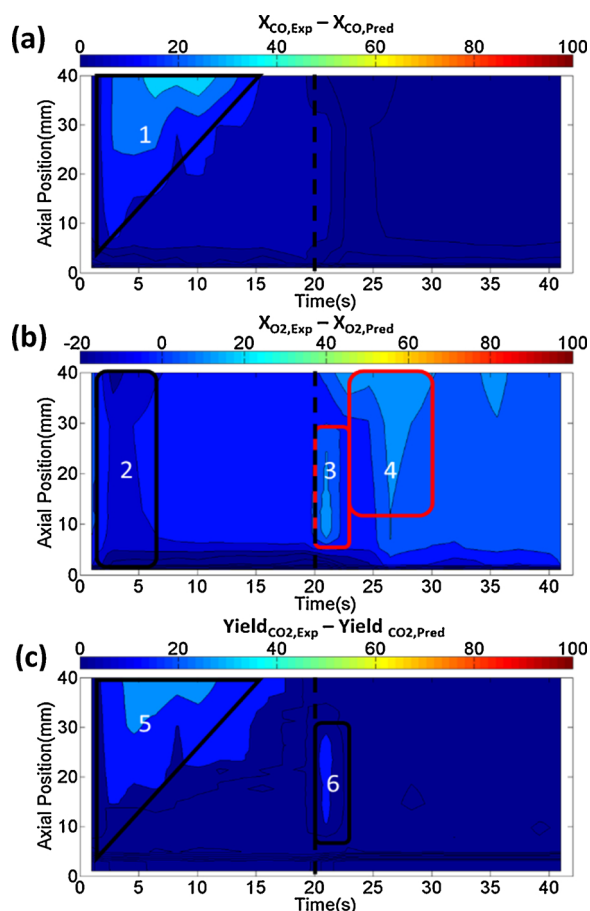 (a)
X_CO,Exp – X_CO,Pred
0 20 40 60 80 100
Axial Position(mm)
40
30
20
10
0
1
5 10 15 20 25 30 35 40
Time(s)
(b)
X_O2,Exp – X_O2,Pred
-20 0 20 40 60 80 100
Axial Position(mm)
40
30
20
10
0
2 3 4
0 5 10 15 20 25 30 35 40
Time(s)
(c)
Yield_CO2,Exp – Yield_CO2,Pred
0 20 40 60 80 100
Axial Position(mm)
40
30
20
10
0
5
6
0 5 10 15 20 25 30 35 40
Time(s)